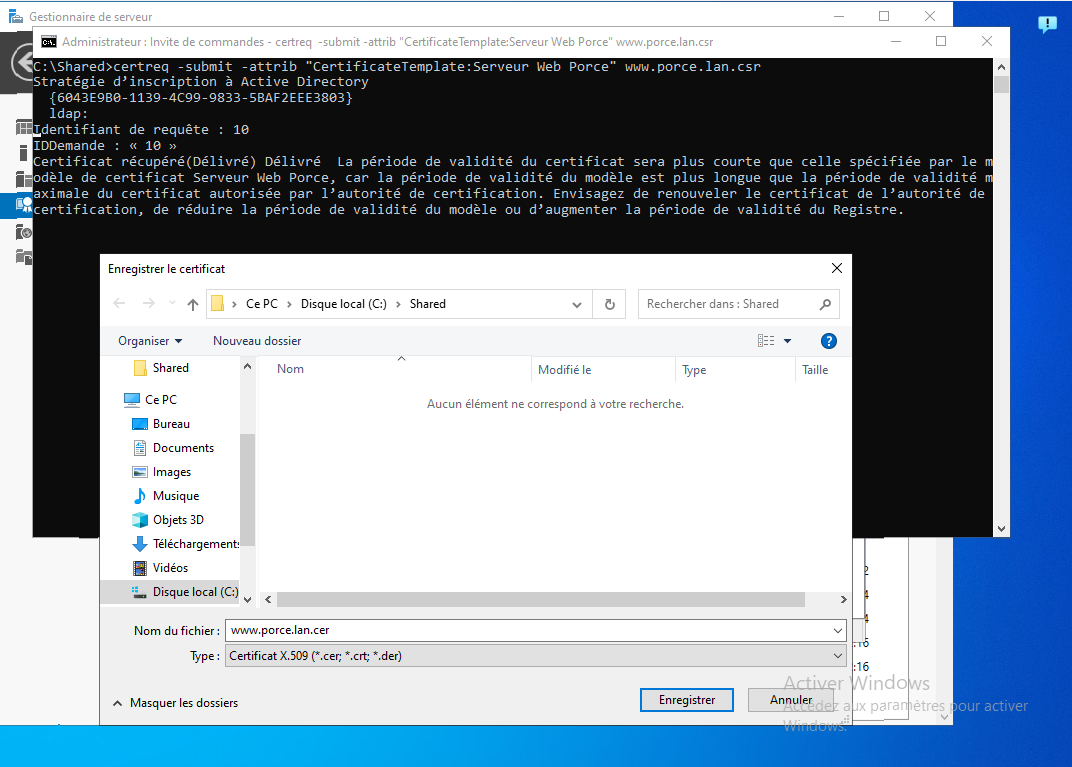 Gestionnaire de serveur
Administrateur : Invite de commandes - certreq  -submit -attrib "CertificateTemplate:Serveur Web Porce" www.porce.lan.csr
C:\Shared>certreq -submit -attrib "CertificateTemplate:Serveur Web Porce" www.porce.lan.csr
Stratégie d’inscription à Active Directory
{6043E9B0-1139-4C99-9833-5BAF2EEE3803}
ldap:
Identifiant de requête : 10
IDDemande : « 10 »
Certificat récupéré(Délivré) Délivré  La période de validité du certificat sera plus courte que celle spécifiée par le m
odèle de certificat Serveur Web Porce, car la période de validité du modèle est plus longue que la période de validité m
aximale du certificat autorisée par l’autorité de certification. Envisagez de renouveler le certificat de l’autorité de
certification, de réduire la période de validité du modèle ou d’augmenter la période de validité du Registre.
Enregistrer le certificat
Ce PC > Disque local (C:) > Shared
Rechercher dans : Shared
Organiser
Nouveau dossier
Shared
Nom
Modifié le
Type
Taille
Aucun élément ne correspond à votre recherche.
Ce PC
Bureau
Documents
Images
Musique
Objets 3D
Téléchargements
Vidéos
Disque local (C:)
Nom du fichier :
www.porce.lan.cer
Type :
Certificat X.509 (*.cer; *.crt; *.der)
:16
:16
Masquer les dossiers
Enregistrer
Annuler
Activer Windows
Accédez aux paramètres pour activer
Windows.